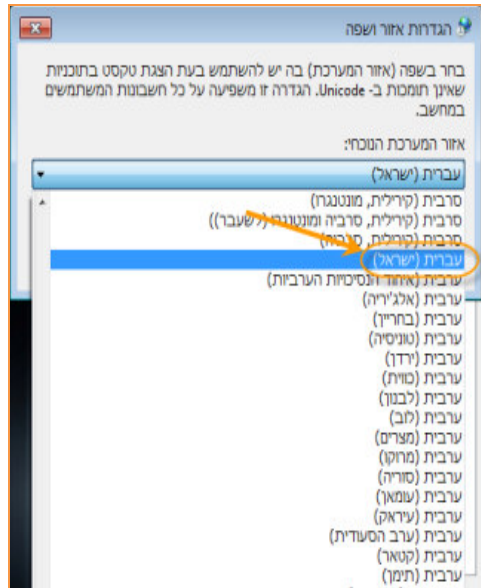 הגדרות אזור ושפה
בחר בשפה (אזור המערכת) בה יש להשתמש בעת הצגת טקסט בתוכניות
שאינן תומכות ב- Unicode. הגדרה זו משפיעה על כל חשבונות המשתמשים
במחשב.
אזור המערכת הנוכחי:
עברית (ישראל)
סרבית (קירילית, מונטנגרו)
סרבית (קירילית, סרביה ומונטנגרו (לשעבר))
סרבית (קירילית, סרביה)
עברית (ישראל)
ערבית (איחוד הנסיכויות הערביות)
ערבית (אלג'יריה)
ערבית (בחריין)
ערבית (טוניסיה)
ערבית (ירדן)
ערבית (כווית)
ערבית (לבנון)
ערבית (לוב)
ערבית (מצרים)
ערבית (מרוקו)
ערבית (סוריה)
ערבית (עומאן)
ערבית (עיראק)
ערבית (ערב הסעודית)
ערבית (קטאר)
ערבית (תימן)